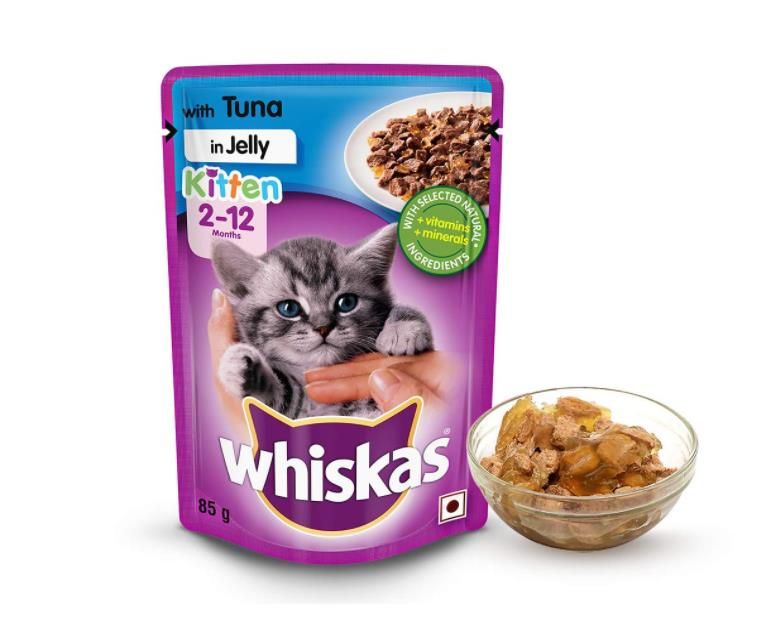 with Tuna
in Jelly
Kitten
2-12
Months
WITH SELECTED NATURAL
+ vitamins
+ minerals
INGREDIENTS
whiskas®
85 g